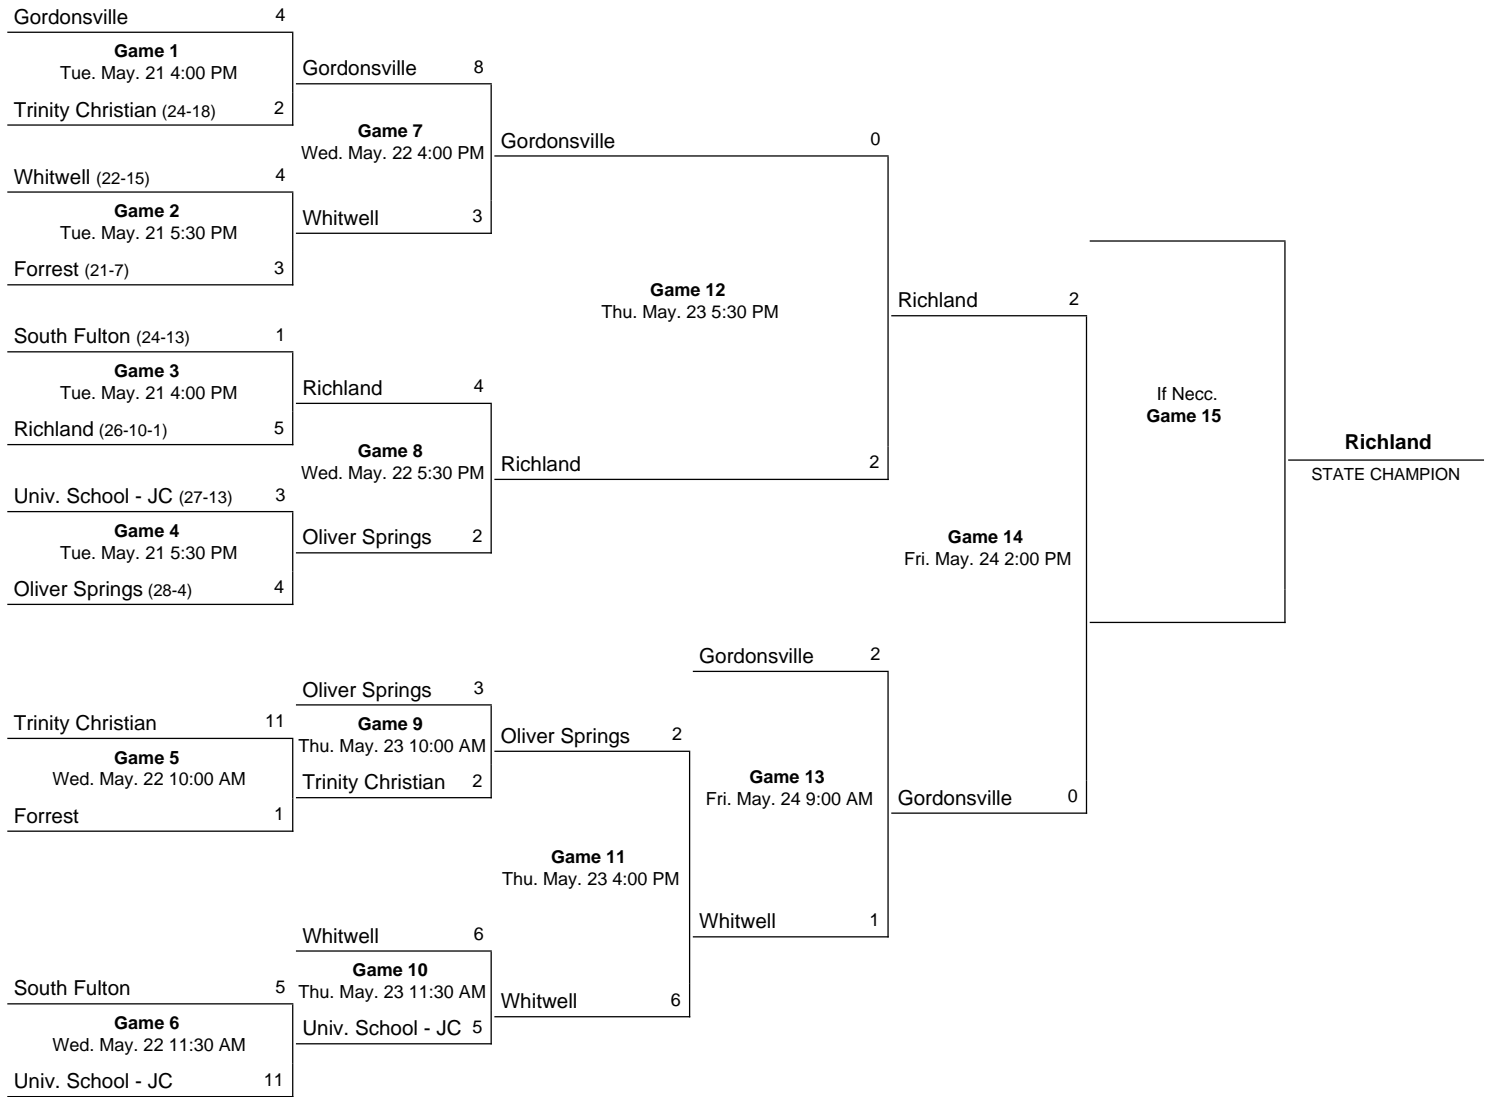 Gordonsville 4
Game 1
Tue. May. 21 4:00 PM
Trinity Christian (24-18) 2
Whitwell (22-15) 4
Game 2
Tue. May. 21 5:30 PM
Forrest (21-7) 3
South Fulton (24-13) 1
Game 3
Tue. May. 21 4:00 PM
Richland (26-10-1) 5
Univ. School - JC (27-13) 3
Game 4
Tue. May. 21 5:30 PM
Oliver Springs (28-4) 4
Trinity Christian 11
Game 5
Wed. May. 22 10:00 AM
Forrest 1
South Fulton 5
Game 6
Wed. May. 22 11:30 AM
Univ. School - JC 11
Gordonsville 8
Game 7
Wed. May. 22 4:00 PM
Whitwell 3
Richland 4
Game 8
Wed. May. 22 5:30 PM
Oliver Springs 2
Oliver Springs 3
Game 9
Thu. May. 23 10:00 AM
Trinity Christian 2
Whitwell 6
Game 10
Thu. May. 23 11:30 AM
Univ. School - JC 5
Gordonsville 0
Game 12
Thu. May. 23 5:30 PM
Richland 2
Oliver Springs 2
Game 11
Thu. May. 23 4:00 PM
Whitwell 6
Gordonsville 2
Game 13
Fri. May. 24 9:00 AM
Whitwell 1
Richland 2
Game 14
Fri. May. 24 2:00 PM
Gordonsville 0
If Necc.
Game 15
Richland
STATE CHAMPION